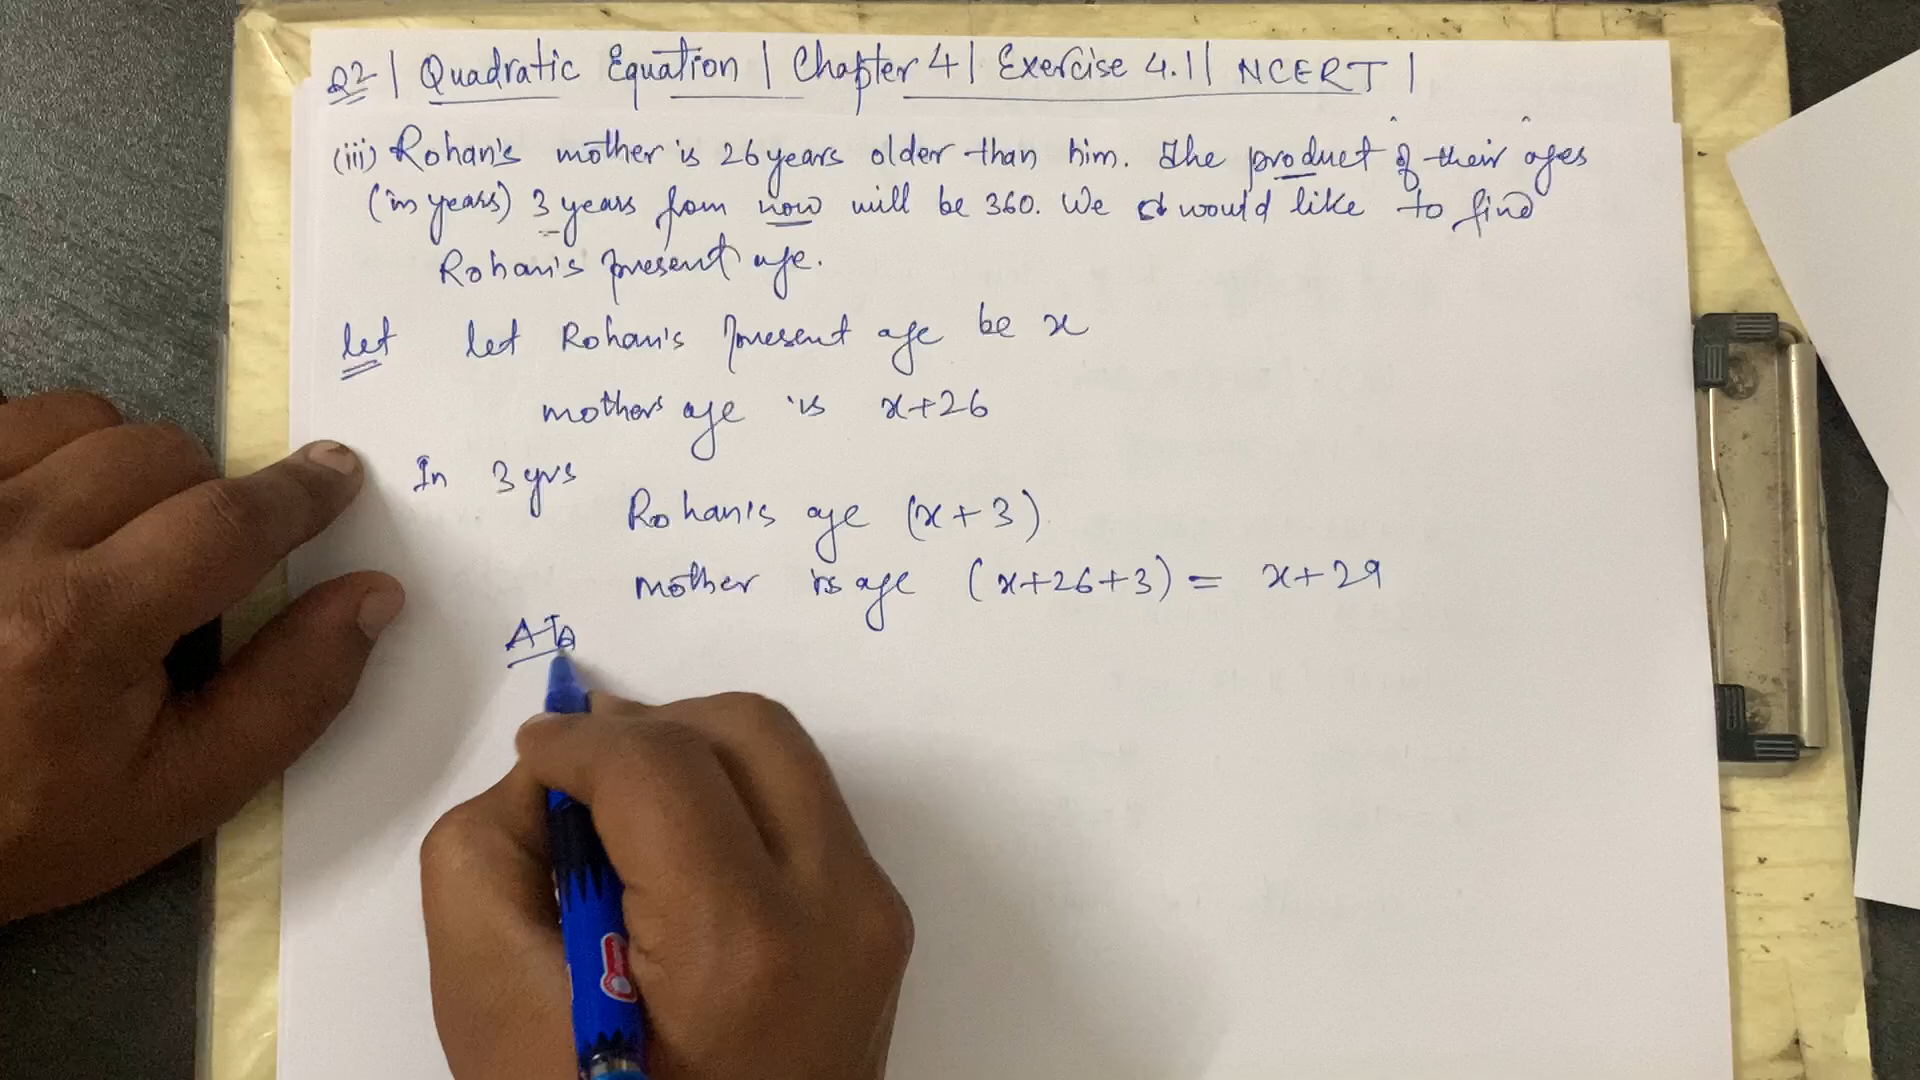 Q2 | Quadratic Equation | Chapter 4 | Exercise 4.1 | NCERT |
(iii) Rohan's mother is 26 years older than him. The product of their ages
(in years) 3 years from now will be 360. We would like to find
Rohan's present age.
let let Rohan's present age be x
mothers age is x+26
In 3 yrs
Rohan's age (x+3)
mother is age (x+26+3) = x+29
ATQ